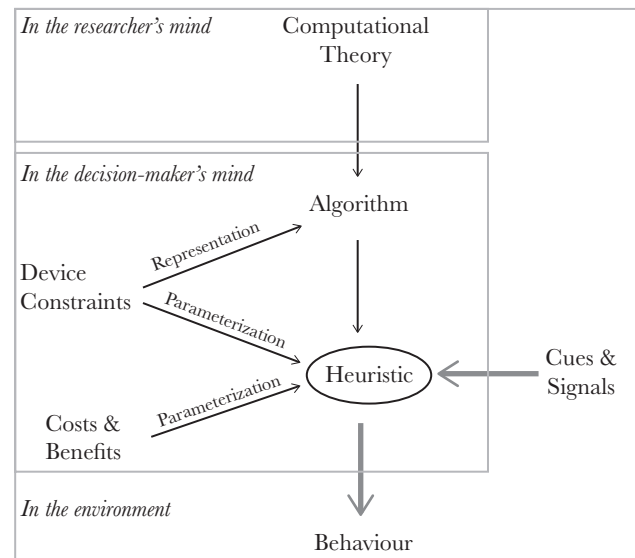 In the researcher's mind
Computational
Theory
In the decision-maker's mind
Algorithm
Representation
Device
Constraints
Parameterization
Heuristic
Cues &
Signals
Parameterization
Costs &
Benefits
In the environment
Behaviour